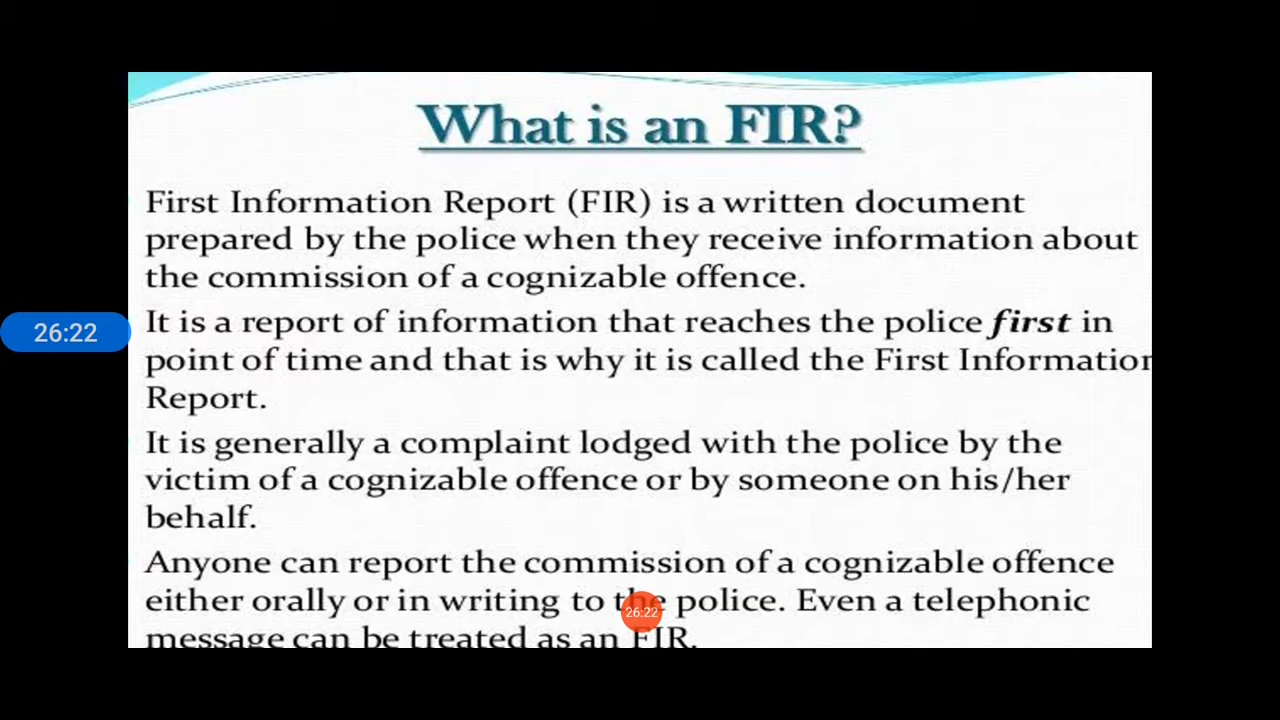 What is an FIR?
First Information Report (FIR) is a written document
prepared by the police when they receive information about
the commission of a cognizable offence.
26:22
It is a report of information that reaches the police first in
point of time and that is why it is called the First Information
Report.
It is generally a complaint lodged with the police by the
victim of a cognizable offence or by someone on his/her
behalf.
Anyone can report the commission of a cognizable offence
either orally or in writing to the police. Even a telephonic
26:22
message can be treated as an FIR.